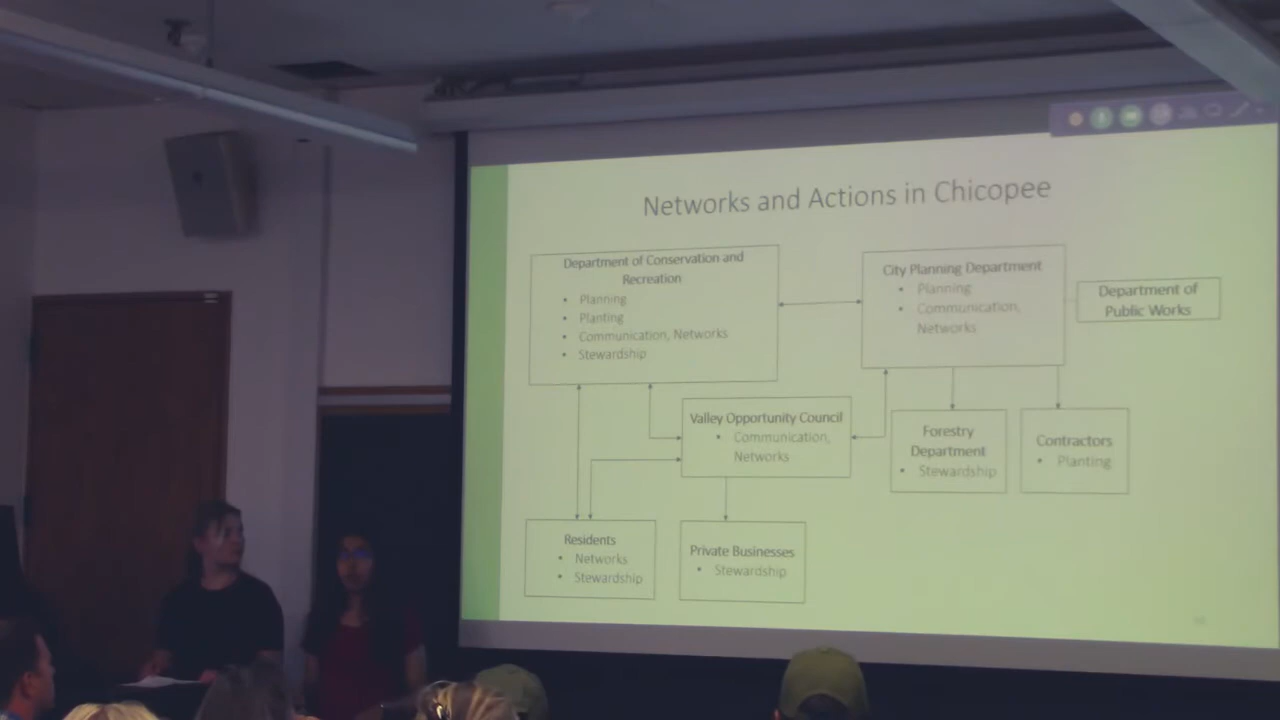 Networks and Actions in Chicopee
Department of Conservation and
Recreation
• Planning
• Planting
• Communication, Networks
• Stewardship
City Planning Department
• Planning
• Communication,
Networks
Department of
Public Works
Valley Opportunity Council
• Communication,
Networks
Forestry
Department
• Stewardship
Contractors
• Planting
Residents
• Networks
• Stewardship
Private Businesses
• Stewardship